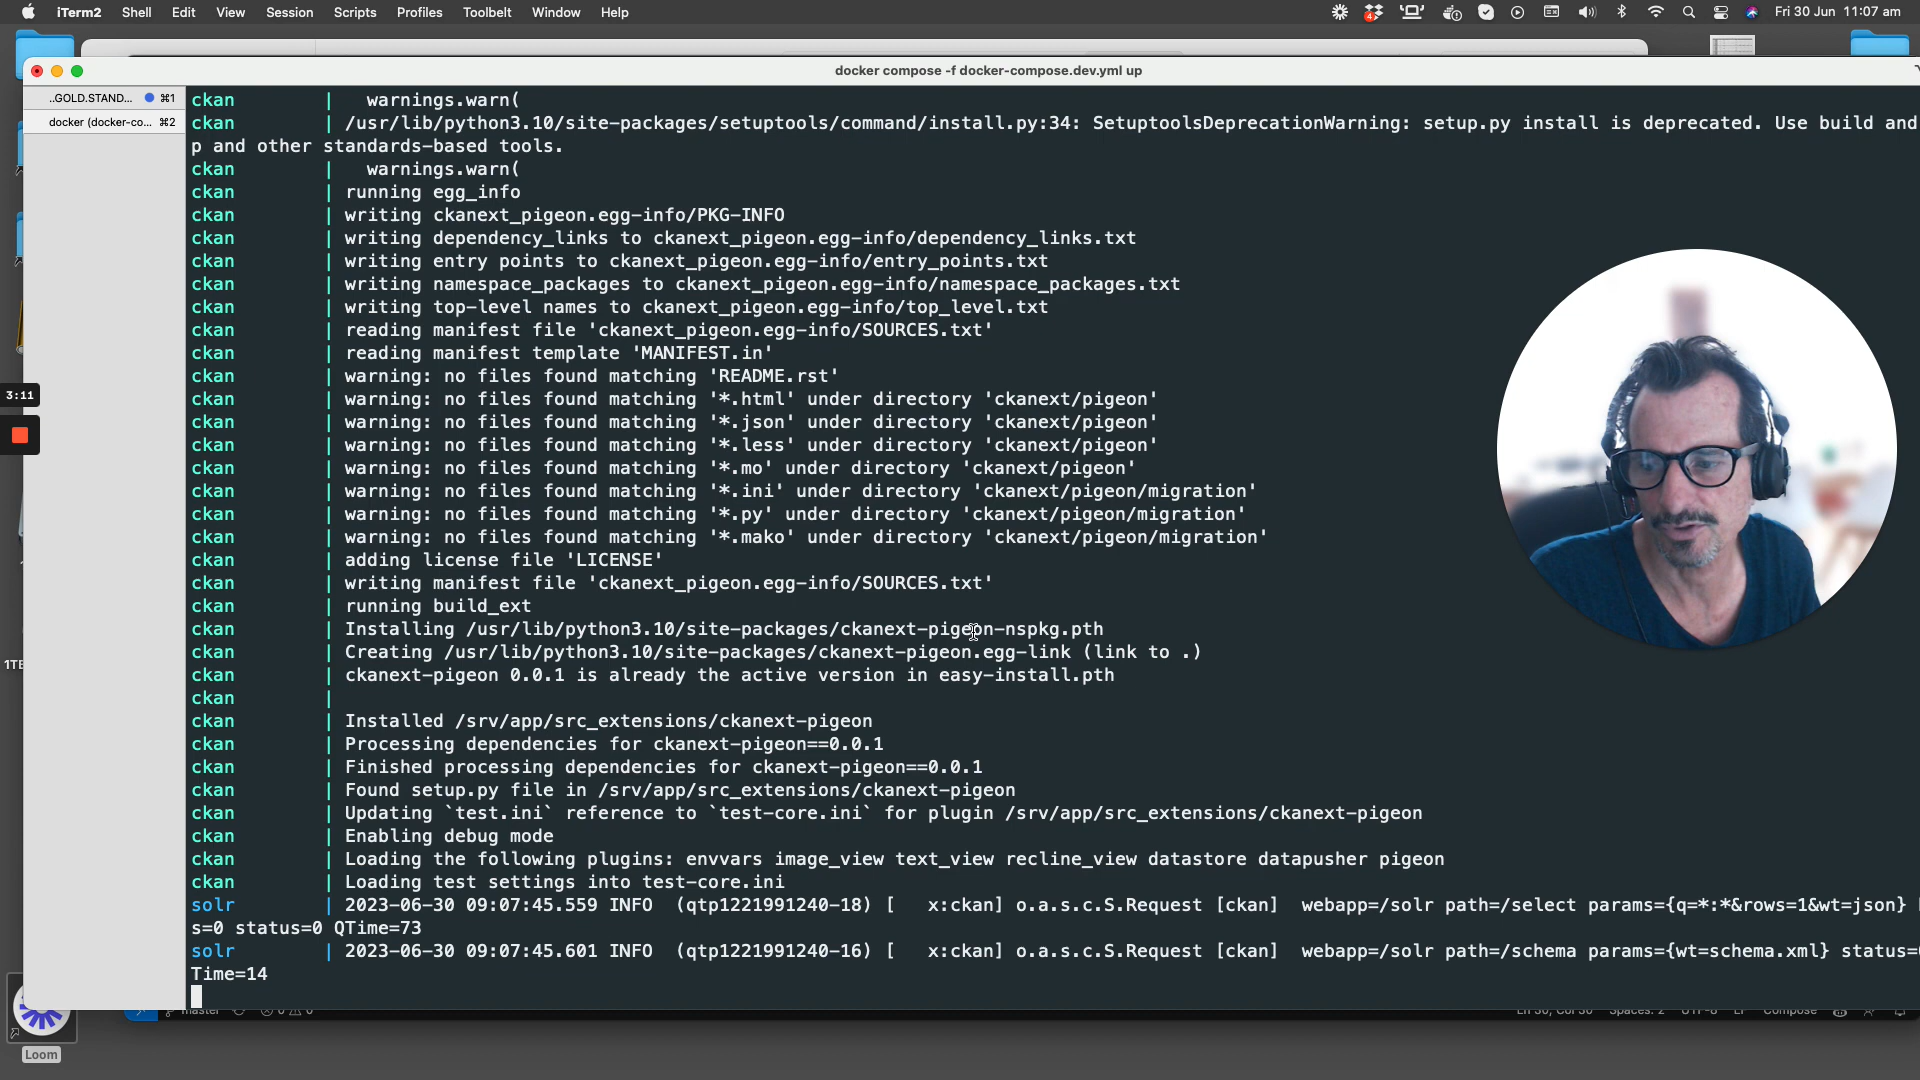 iTerm2 Shell Edit View Session Scripts Profiles Toolbelt Window Help
4
Fri 30 Jun 11:07 am
docker compose -f docker-compose.dev.yml up
..GOLD.STAND... ⌘1
docker (docker-co... ⌘2
ckan | warnings.warn(
ckan | /usr/lib/python3.10/site-packages/setuptools/command/install.py:34: SetuptoolsDeprecationWarning: setup.py install is deprecated. Use build and
p and other standards-based tools.
ckan | warnings.warn(
ckan | running egg_info
ckan | writing ckanext_pigeon.egg-info/PKG-INFO
ckan | writing dependency_links to ckanext_pigeon.egg-info/dependency_links.txt
ckan | writing entry points to ckanext_pigeon.egg-info/entry_points.txt
ckan | writing namespace_packages to ckanext_pigeon.egg-info/namespace_packages.txt
ckan | writing top-level names to ckanext_pigeon.egg-info/top_level.txt
ckan | reading manifest file 'ckanext_pigeon.egg-info/SOURCES.txt'
ckan | reading manifest template 'MANIFEST.in'
ckan | warning: no files found matching 'README.rst'
ckan | warning: no files found matching '*.html' under directory 'ckanext/pigeon'
ckan | warning: no files found matching '*.json' under directory 'ckanext/pigeon'
ckan | warning: no files found matching '*.less' under directory 'ckanext/pigeon'
ckan | warning: no files found matching '*.mo' under directory 'ckanext/pigeon'
ckan | warning: no files found matching '*.ini' under directory 'ckanext/pigeon/migration'
ckan | warning: no files found matching '*.py' under directory 'ckanext/pigeon/migration'
ckan | warning: no files found matching '*.mako' under directory 'ckanext/pigeon/migration'
ckan | adding license file 'LICENSE'
ckan | writing manifest file 'ckanext_pigeon.egg-info/SOURCES.txt'
ckan | running build_ext
ckan | Installing /usr/lib/python3.10/site-packages/ckanext-pigeon-nspkg.pth
ckan | Creating /usr/lib/python3.10/site-packages/ckanext-pigeon.egg-link (link to .)
ckan | ckanext-pigeon 0.0.1 is already the active version in easy-install.pth
ckan |
ckan | Installed /srv/app/src_extensions/ckanext-pigeon
ckan | Processing dependencies for ckanext-pigeon==0.0.1
ckan | Finished processing dependencies for ckanext-pigeon==0.0.1
ckan | Found setup.py file in /srv/app/src_extensions/ckanext-pigeon
ckan | Updating `test.ini` reference to `test-core.ini` for plugin /srv/app/src_extensions/ckanext-pigeon
ckan | Enabling debug mode
ckan | Loading the following plugins: envvars image_view text_view recline_view datastore datapusher pigeon
ckan | Loading test settings into test-core.ini
solr | 2023-06-30 09:07:45.559 INFO (qtp1221991240-18) [ x:ckan] o.a.s.c.S.Request [ckan] webapp=/solr path=/select params={q=*:*&rows=1&wt=json}
s=0 status=0 QTime=73
solr | 2023-06-30 09:07:45.601 INFO (qtp1221991240-16) [ x:ckan] o.a.s.c.S.Request [ckan] webapp=/solr path=/schema params={wt=schema.xml} status=
Time=14
3:11
1TE
master 0 0
Ln 30, Col 30 Spaces: 2 UTF-8 LF Compose
Loom